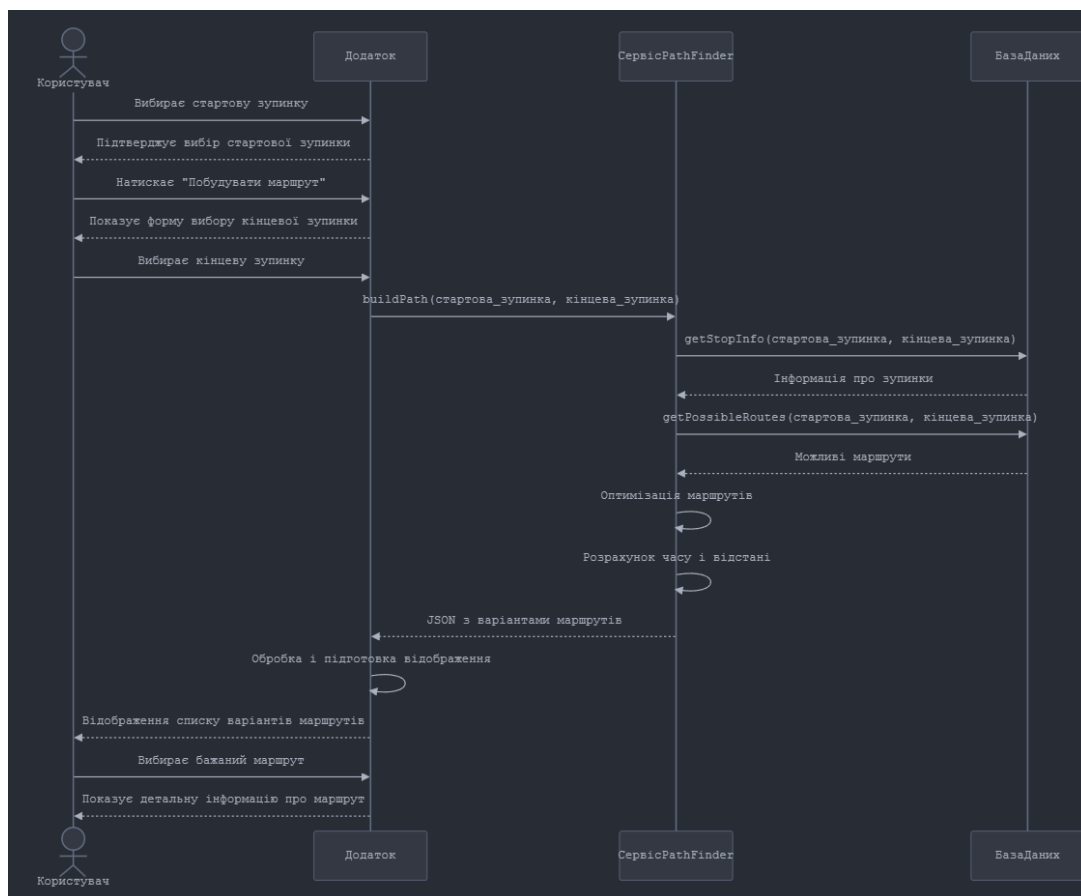 Користувач
Додаток
СервісPathFinder
БазаДаних
Вибирає стартову зупинку
Підтверджує вибір стартової зупинки
Натискає "Побудувати маршрут"
Показує форму вибору кінцевої зупинки
Вибирає кінцеву зупинку
buildPath(стартова_зупинка, кінцева_зупинка)
getStopInfo(стартова_зупинка, кінцева_зупинка)
Інформація про зупинки
getPossibleRoutes(стартова_зупинка, кінцева_зупинка)
Можливі маршрути
Оптимізація маршрутів
Розрахунок часу і відстані
JSON з варіантами маршрутів
Обробка і підготовка відображення
Відображення списку варіантів маршрутів
Вибирає бажаний маршрут
Показує детальну інформацію про маршрут
Користувач
Додаток
СервісPathFinder
БазаДаних